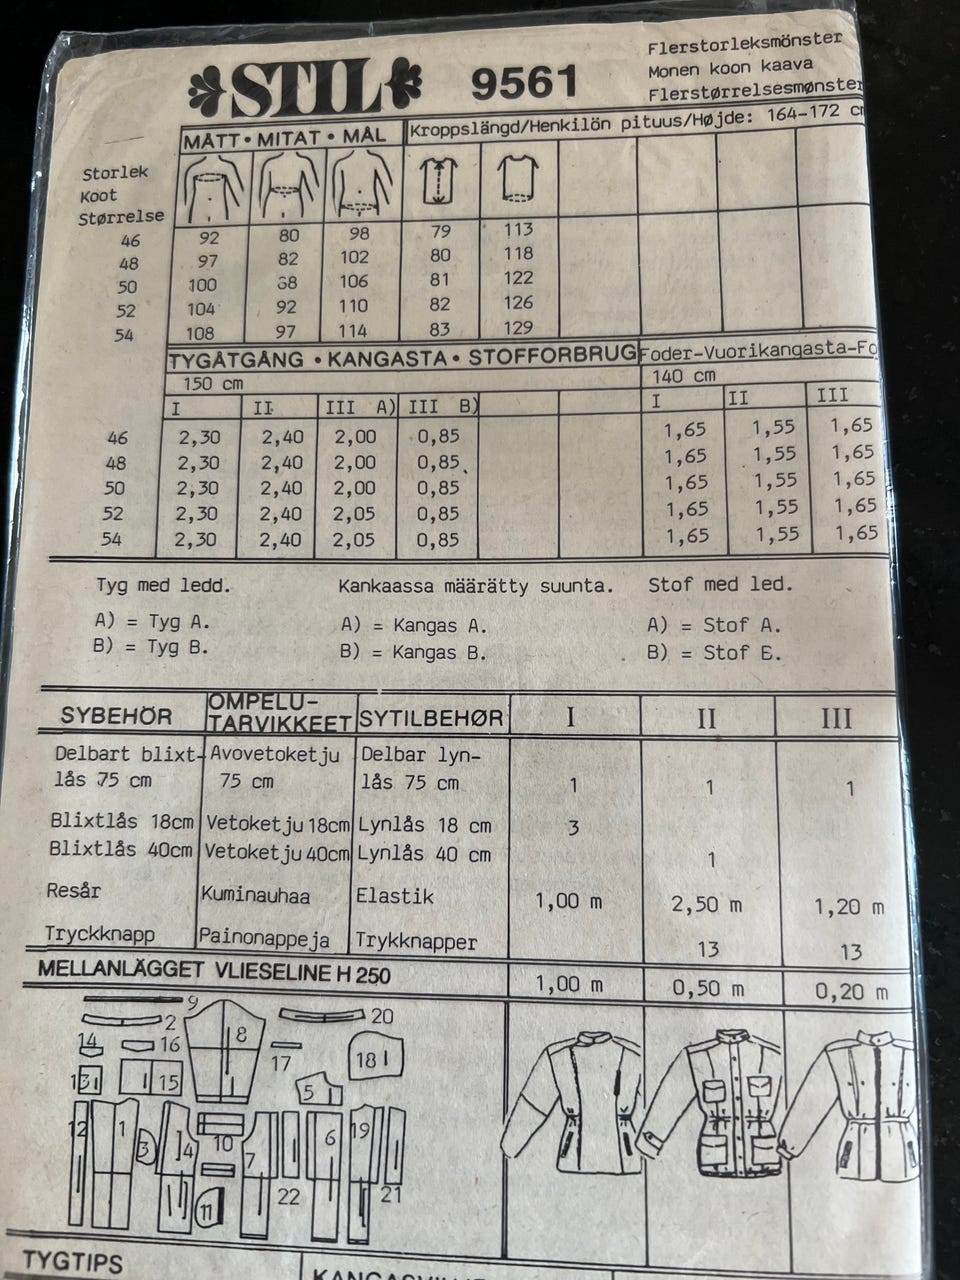 STIL 9561
Flerstorleksmönster
Monen koon kaava
Flerstørrelsesmønster
MÅTT • MITAT • MÅL Kroppslängd/Henkilön pituus/Højde: 164-172 c
Storlek
Koot
Størrelse
46 92 80 98 79 113
48 97 82 102 80 118
50 100 68 106 81 122
52 104 92 110 82 126
54 108 97 114 83 129
TYGÅTGÅNG • KANGASTA • STOFFORBRUG Foder-Vuorikangasta-Fo
150 cm 140 cm
I II III A) III B) I II III
46 2,30 2,40 2,00 0,85 1,65 1,55 1,65
48 2,30 2,40 2,00 0,85 1,65 1,55 1,65
50 2,30 2,40 2,00 0,85 1,65 1,55 1,65
52 2,30 2,40 2,05 0,85 1,65 1,55 1,65
54 2,30 2,40 2,05 0,85 1,65 1,55 1,65
Tyg med ledd. Kankaassa määrätty suunta. Stof med led.
A) = Tyg A. A) = Kangas A. A) = Stof A.
B) = Tyg B. B) = Kangas B. B) = Stof B.
SYBEHÖR OMPELU- SYTILBEHØR I II III
TARVIKKEET
Delbart blixt- Avovetoketju Delbar lyn-
lås 75 cm 75 cm lås 75 cm 1 1 1
Blixtlås 18cm Vetoketju 18cm Lynlås 18 cm 3
Blixtlås 40cm Vetoketju 40cm Lynlås 40 cm 1
Resår Kuminauhaa Elastik 1,00 m 2,50 m 1,20 m
Tryckknapp Painonappeja Trykknapper 13 13
MELLANLÄGGET VLIESELINE H 250 1,00 m 0,50 m 0,20 m
9
2 8 20
14 16 17 18
13 15 5
12 1 3 4 10 7 6 19
11 22 21
TYGTIPS